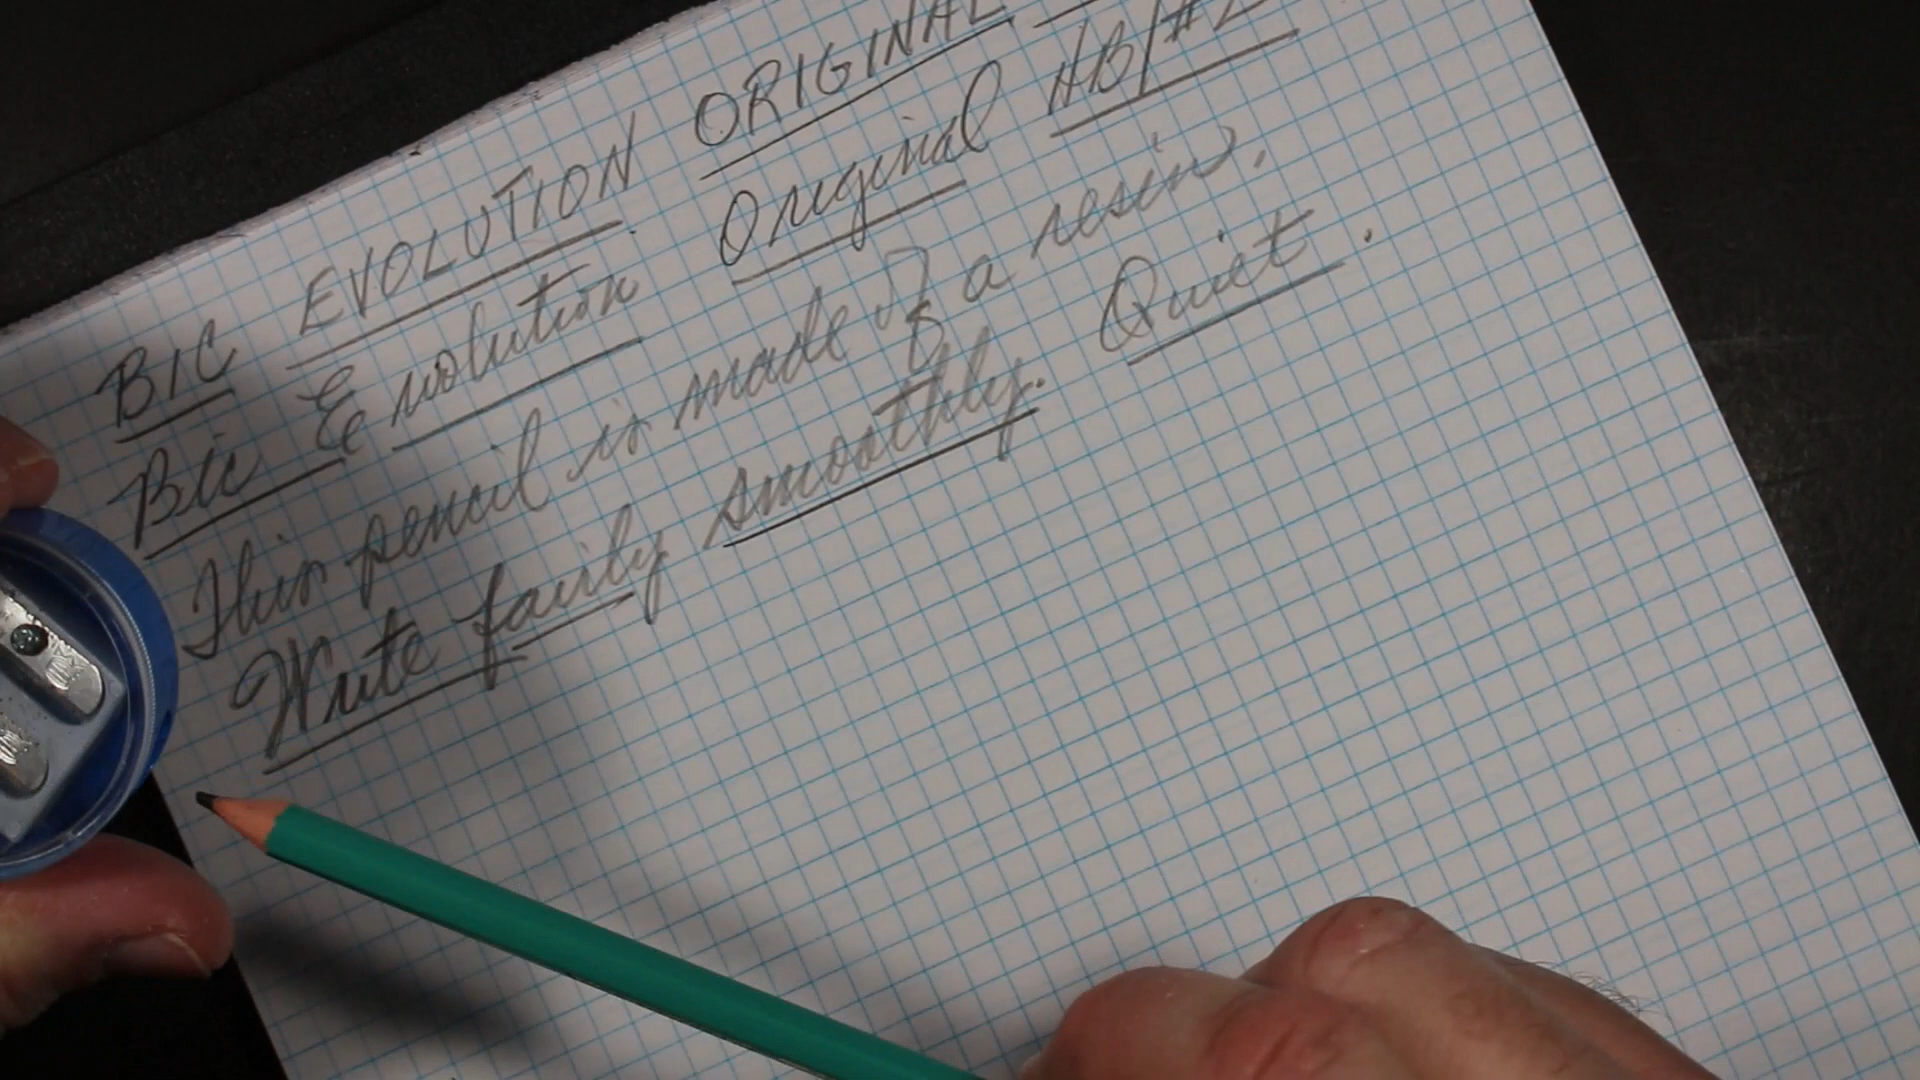 BIC EVOLUTION ORIGINAL
Bic Evolution Original HB/#2
This pencil is made of a resin.
Write fairly smoothly. Quiet.